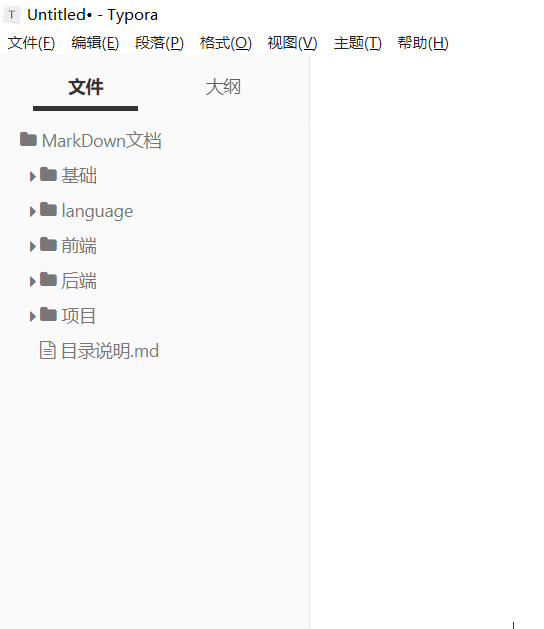 T Untitled• - Typora
文件(F) 编辑(E) 段落(P) 格式(O) 视图(V) 主题(T) 帮助(H)
文件 大纲
MarkDown文档
基础
language
前端
后端
项目
目录说明.md